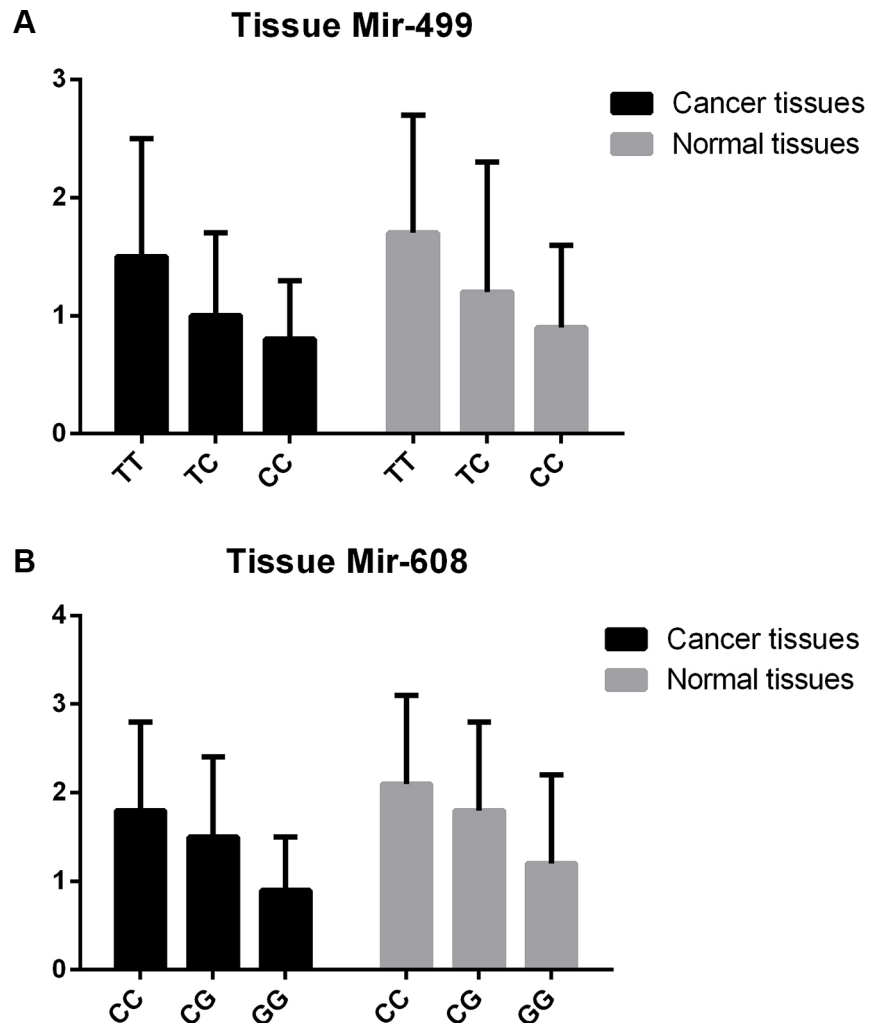 A
Tissue Mir-499
3
2
1
0
Cancer tissues
Normal tissues
TT TC CC TT TC CC
B
Tissue Mir-608
4
3
2
1
0
Cancer tissues
Normal tissues
CC CG GG CC CG GG